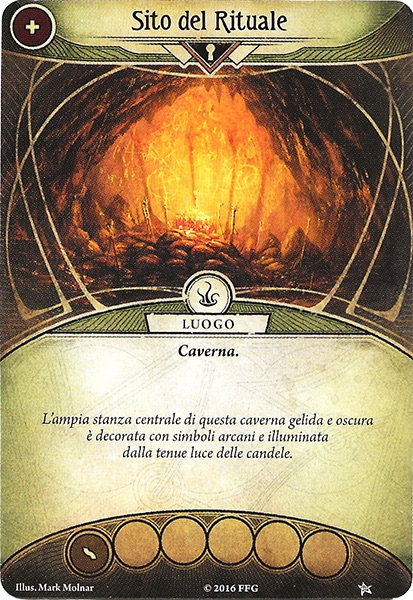 Sito del Rituale
LUOGO
Caverna.
L'ampia stanza centrale di questa caverna gelida e oscura
è decorata con simboli arcani e illuminata
dalla tenue luce delle candele.
Illus. Mark Molnar
© 2016 FFG